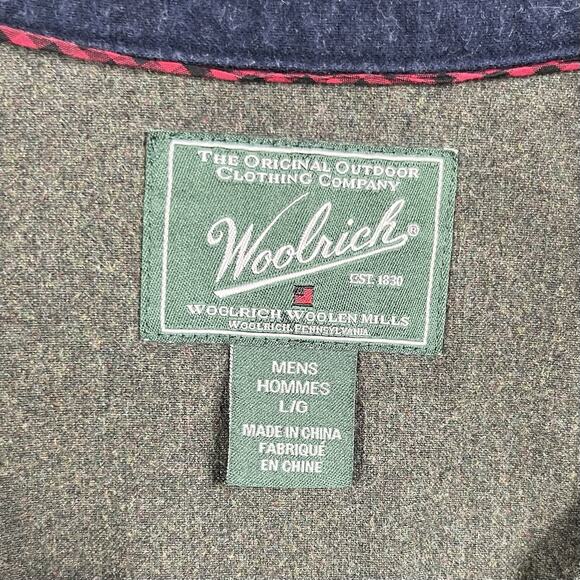 THE ORIGINAL OUTDOOR
CLOTHING COMPANY
Woolrich®
EST. 1830
WOOLRICH WOOLEN MILLS
WOOLRICH, PENNSYLVANIA
MENS
HOMMES
L/G
MADE IN CHINA
FABRIQUÉ
EN CHINE